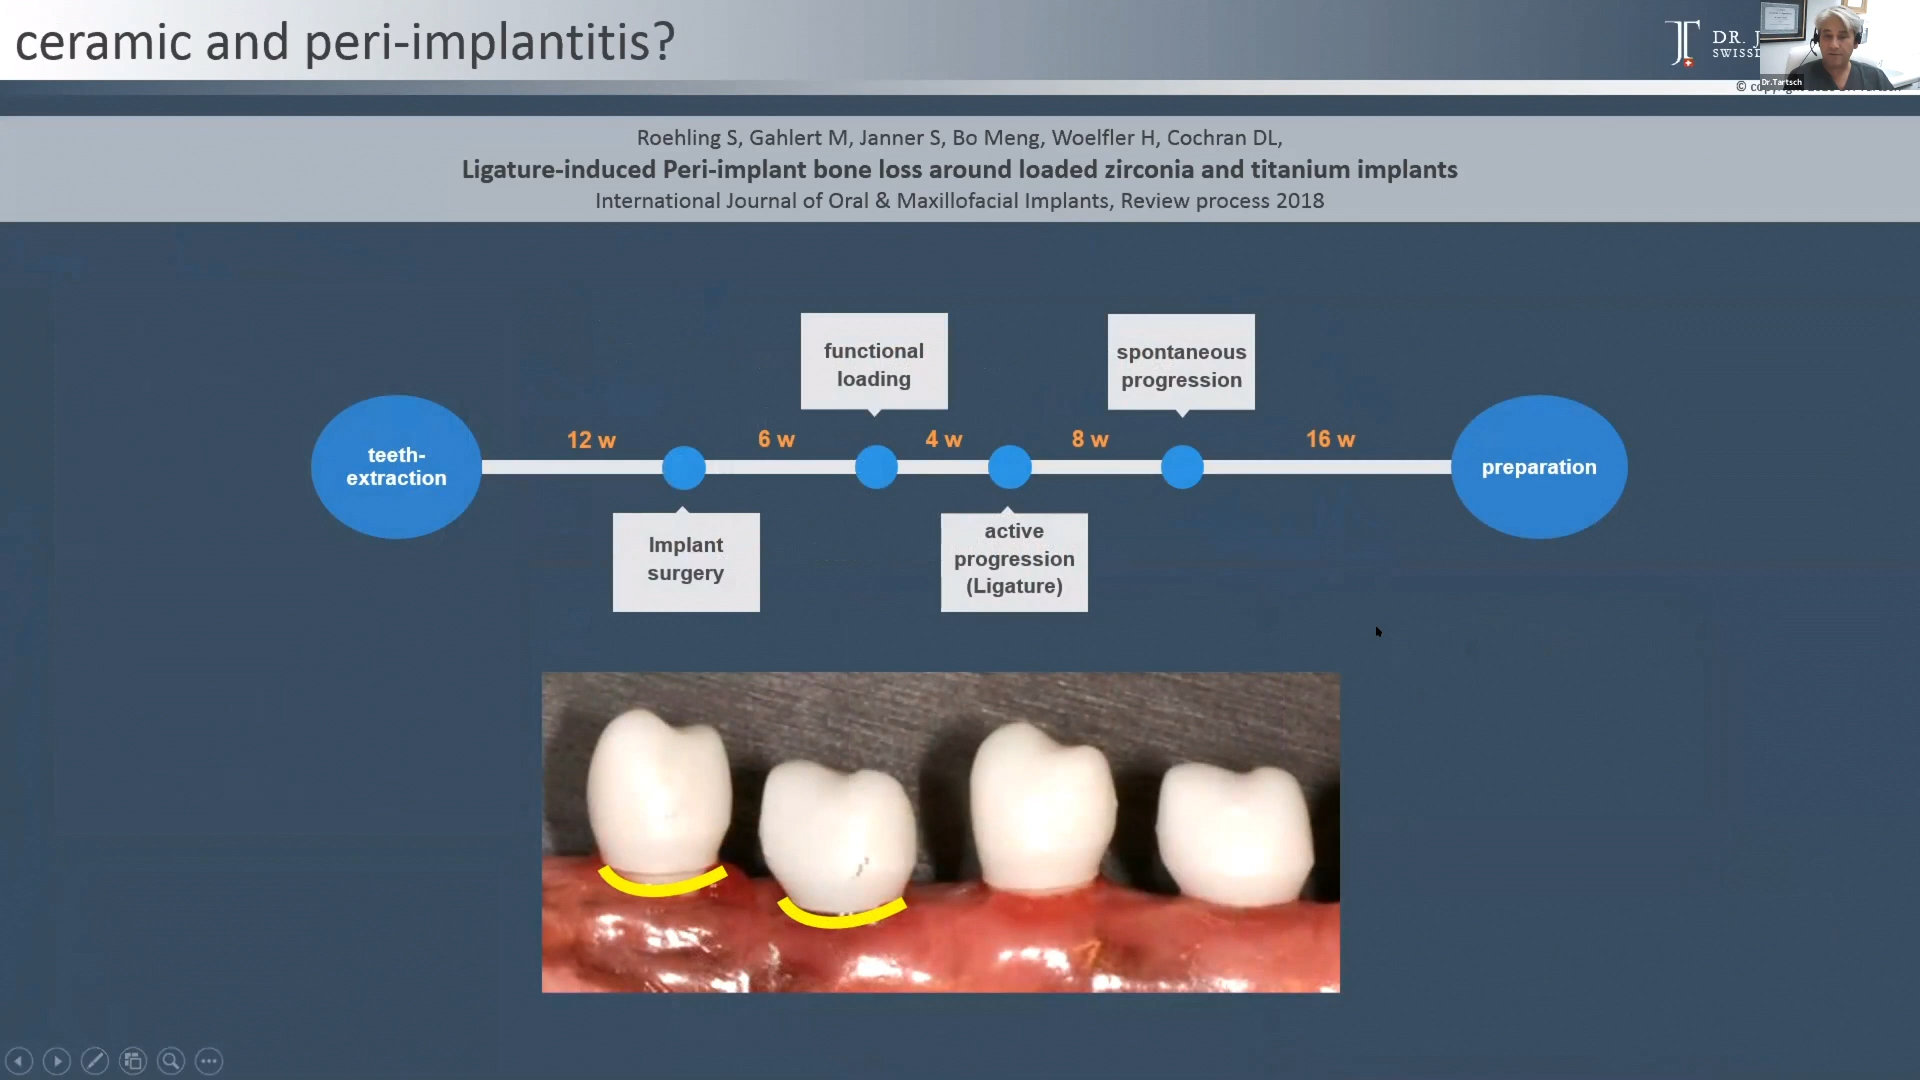 ceramic and peri-implantitis?
DR. J
SWISSD
Dr.Tartsch
Roehling S, Gahlert M, Janner S, Bo Meng, Woelfler H, Cochran DL,
Ligature-induced Peri-implant bone loss around loaded zirconia and titanium implants
International Journal of Oral & Maxillofacial Implants, Review process 2018
functional
loading
spontaneous
progression
12 w
6 w
4 w
8 w
16 w
teeth-
extraction
preparation
Implant
surgery
active
progression
(Ligature)